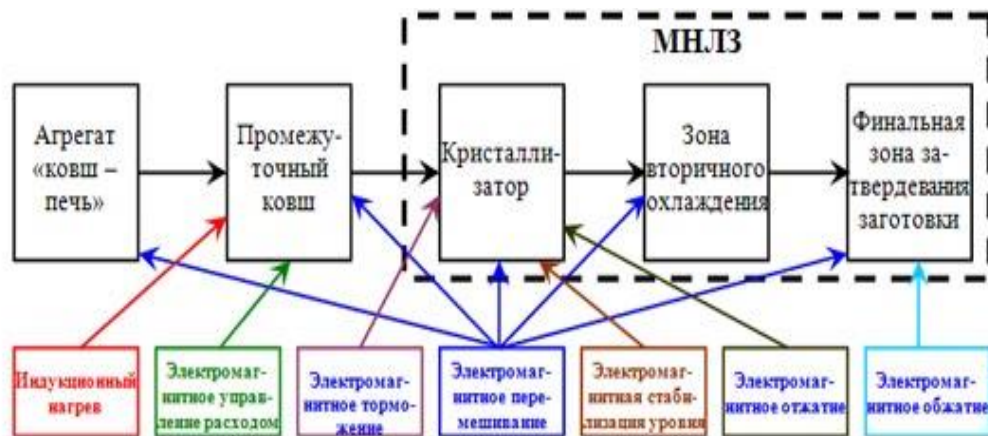 МНЛЗ
Агрегат
«ковш –
печь»
Промежу-
точный
ковш
Кристалли-
затор
Зона
вторичного
охлаждения
Финальная
зона за-
твердевания
заготовки
Индукционный
нагрев
Электромаг-
нитное управ-
ление расходом
Электромаг-
нитное тормо-
жение
Электромаг-
нитное пере-
мешивание
Электромаг-
нитная стаби-
лизация уровня
Электромаг-
нитное отжатие
Электромаг-
нитное обжатие